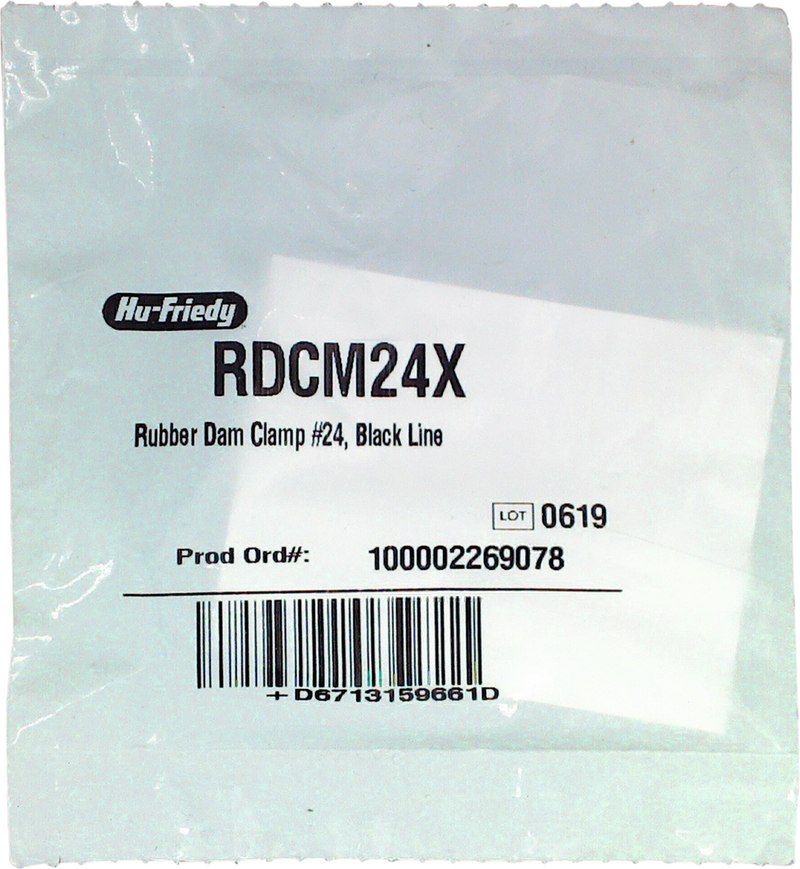 Hu-Friedy
RDCM24X
Rubber Dam Clamp #24, Black Line
LOT 0619
Prod Ord#: 100002269078
+D6713159661D